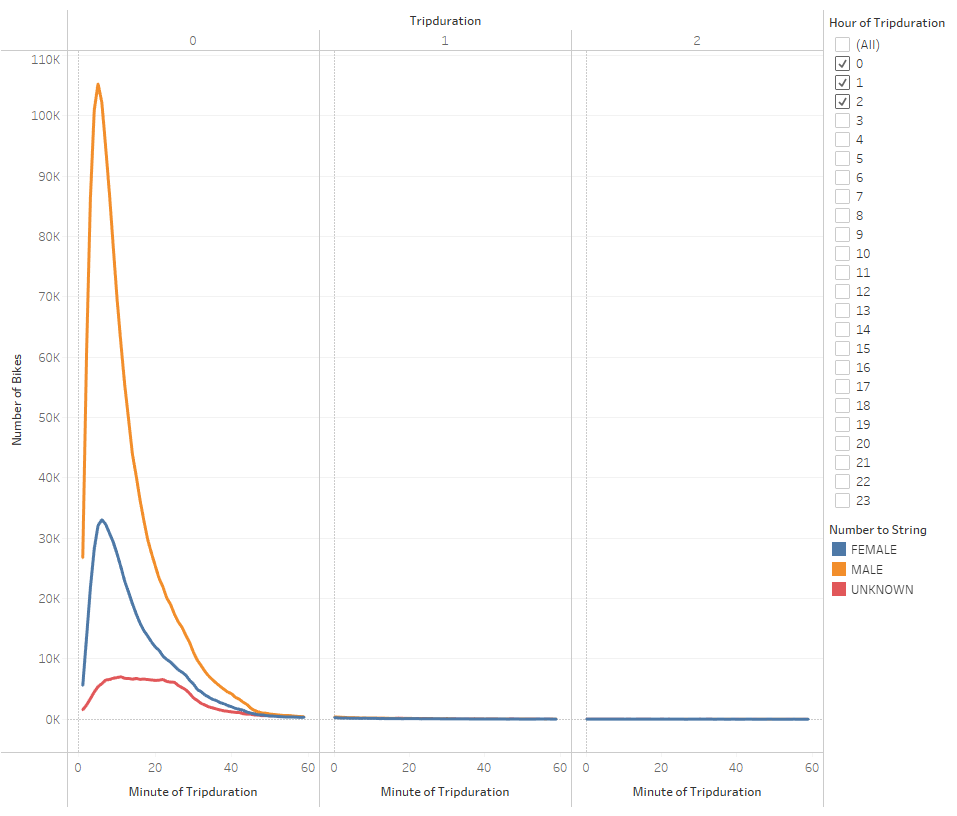 Tripduration
0 1 2
110K
100K
90K
80K
70K
60K
50K
40K
30K
20K
10K
0K
Number of Bikes
0 20 40 60 0 20 40 60 0 20 40 60
Minute of Tripduration Minute of Tripduration Minute of Tripduration
Hour of Tripduration
(All)
0
1
2
3
4
5
6
7
8
9
10
11
12
13
14
15
16
17
18
19
20
21
22
23
Number to String
FEMALE
MALE
UNKNOWN